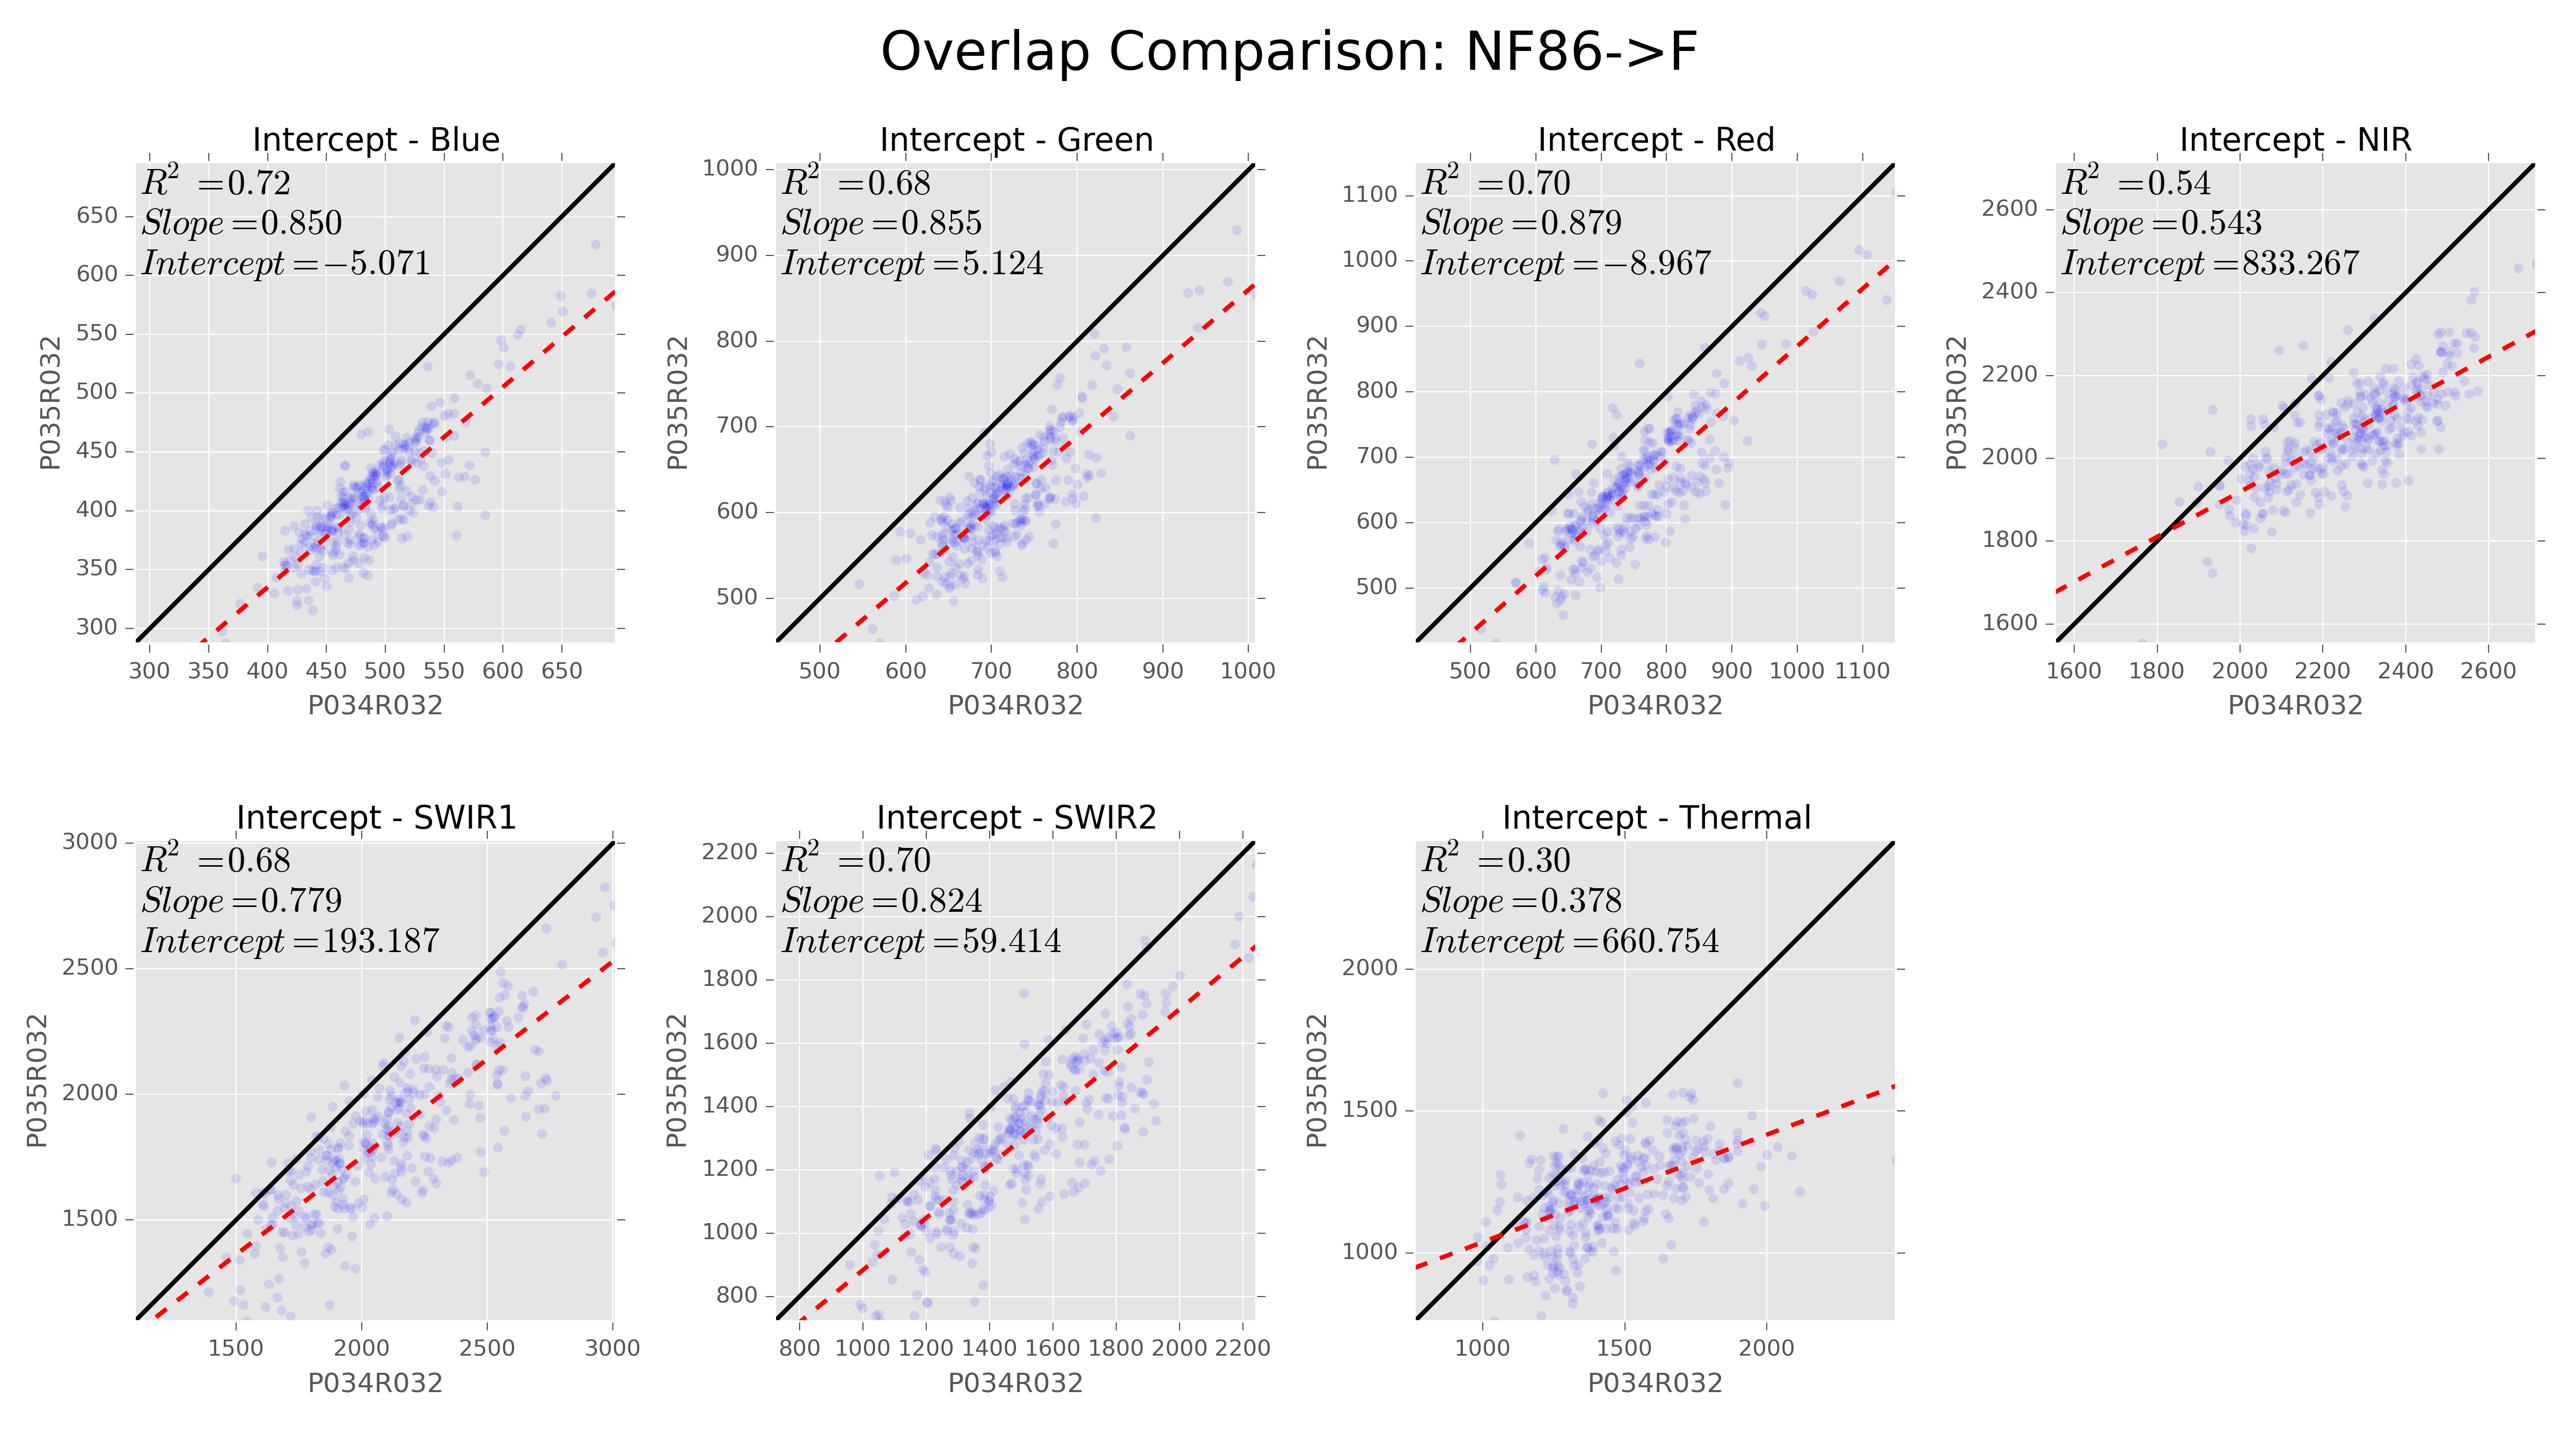 Overlap Comparison: NF86->F
Intercept - Blue
R² =0.72
Slope=0.850
Intercept=−5.071
650
600
550
500
450
400
350
300
300 350 400 450 500 550 600 650
P034R032
P035R032
Intercept - Green
R² =0.68
Slope=0.855
Intercept=5.124
1000
900
800
700
600
500
500 600 700 800 900 1000
P034R032
P035R032
Intercept - Red
R² =0.70
Slope=0.879
Intercept=−8.967
1100
1000
900
800
700
600
500
500 600 700 800 900 1000 1100
P034R032
P035R032
Intercept - NIR
R² =0.54
Slope=0.543
Intercept=833.267
2600
2400
2200
2000
1800
1600
1600 1800 2000 2200 2400 2600
P034R032
P035R032
Intercept - SWIR1
R² =0.68
Slope=0.779
Intercept=193.187
3000
2500
2000
1500
1500 2000 2500 3000
P034R032
P035R032
Intercept - SWIR2
R² =0.70
Slope=0.824
Intercept=59.414
2200
2000
1800
1600
1400
1200
1000
800
800 1000 1200 1400 1600 1800 2000 2200
P034R032
P035R032
Intercept - Thermal
R² =0.30
Slope=0.378
Intercept=660.754
2000
1500
1000
1000 1500 2000
P034R032
P035R032